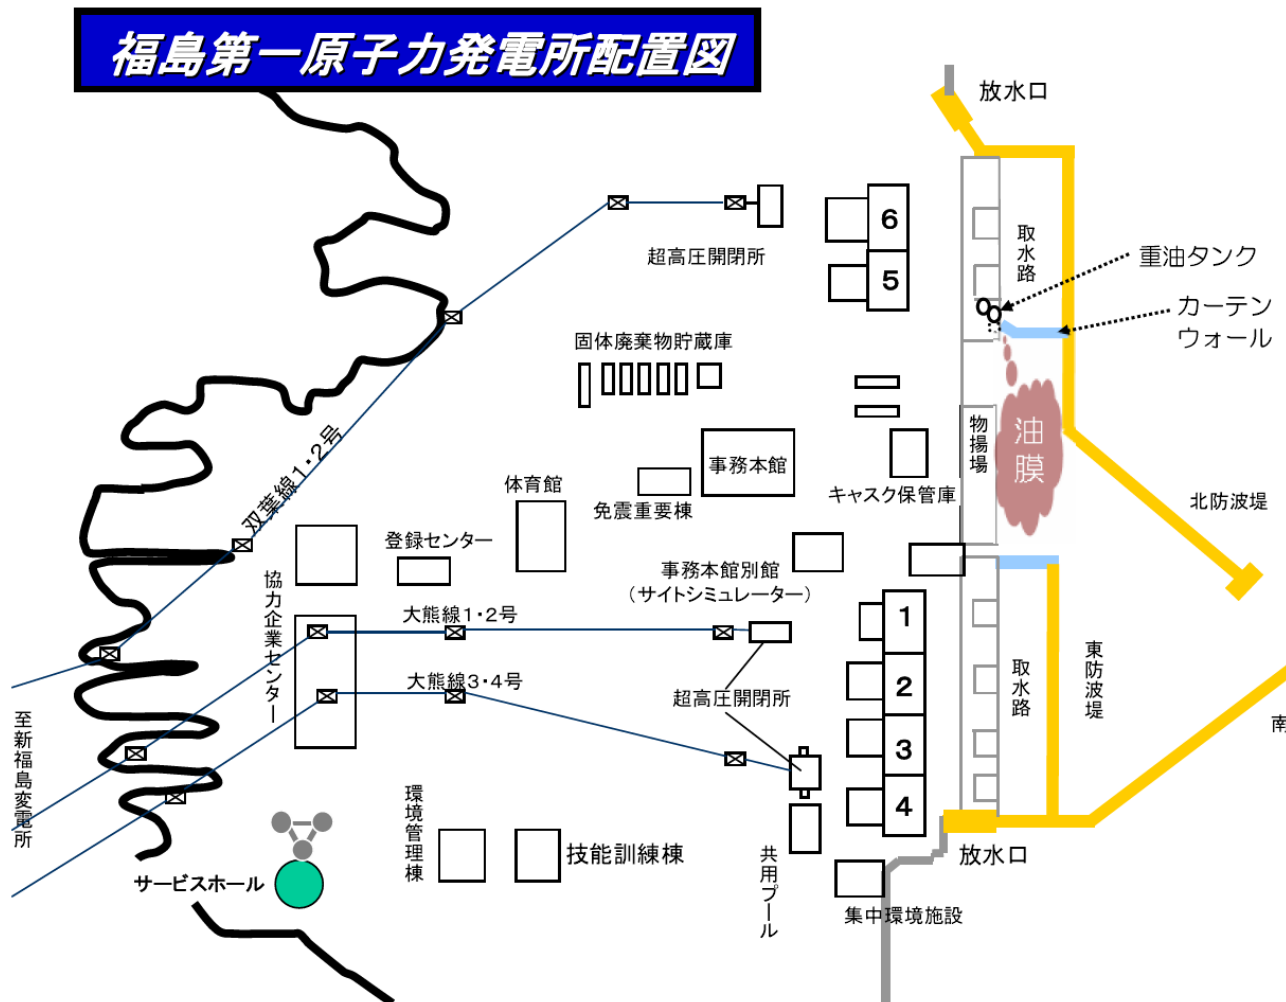 福島第一原子力発電所配置図
放水口
6
取水路
超高圧開閉所
重油タンク
5
カーテン
ウォール
固体廃棄物貯蔵庫
双葉線1・2号
物揚場
油膜
事務本館
体育館
キャスク保管庫
北防波堤
免震重要棟
登録センター
事務本館別館
（サイトシミュレーター）
協力企業センター
大熊線1・2号
1
東防波堤
取水路
大熊線3・4号
2
超高圧開閉所
至新福島変電所
南
3
環境管理棟
4
技能訓練棟
共用プール
放水口
サービスホール
集中環境施設